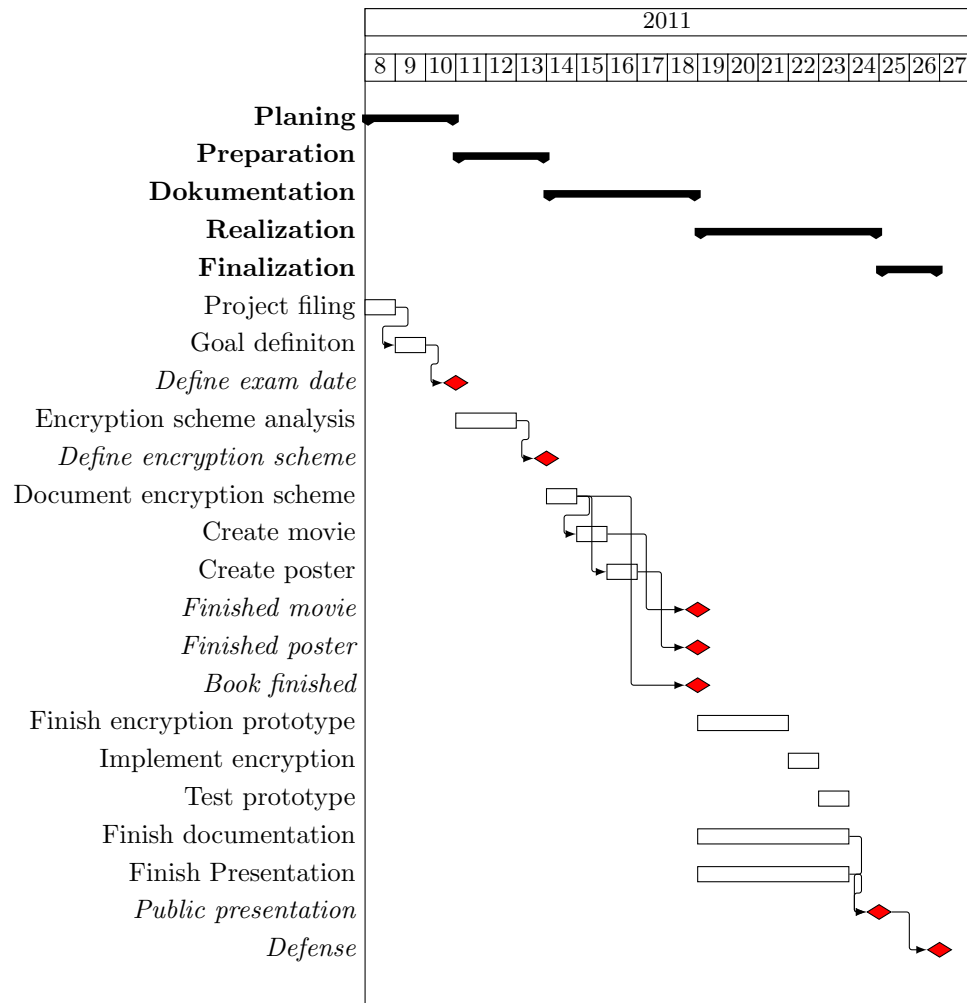 2011
8 9 10 11 12 13 14 15 16 17 18 19 20 21 22 23 24 25 26 27
Planing
Preparation
Dokumentation
Realization
Finalization
Project filing
Goal definiton
Define exam date
Encryption scheme analysis
Define encryption scheme
Document encryption scheme
Create movie
Create poster
Finished movie
Finished poster
Book finished
Finish encryption prototype
Implement encryption
Test prototype
Finish documentation
Finish Presentation
Public presentation
Defense